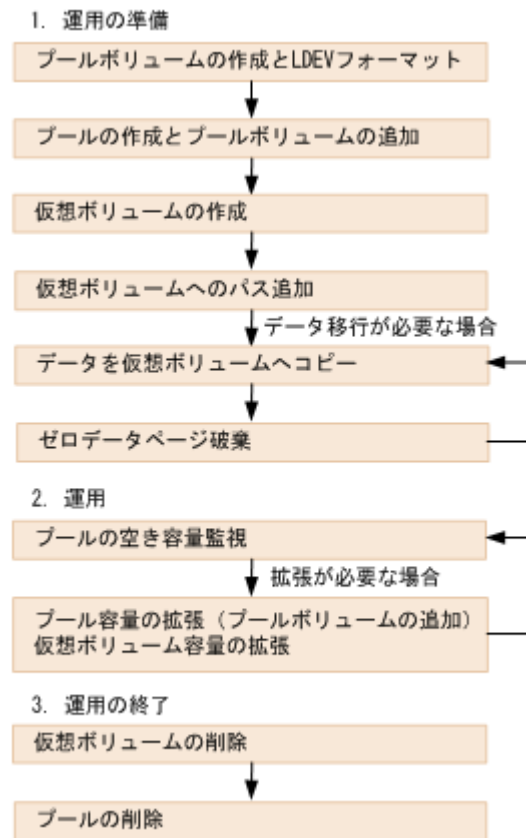 1. 運用の準備
プールボリュームの作成とLDEVフォーマット
プールの作成とプールボリュームの追加
仮想ボリュームの作成
仮想ボリュームへのパス追加
データ移行が必要な場合
データを仮想ボリュームへコピー
ゼロデータページ破棄
2. 運用
プールの空き容量監視
拡張が必要な場合
プール容量の拡張（プールボリュームの追加）
仮想ボリューム容量の拡張
3. 運用の終了
仮想ボリュームの削除
プールの削除